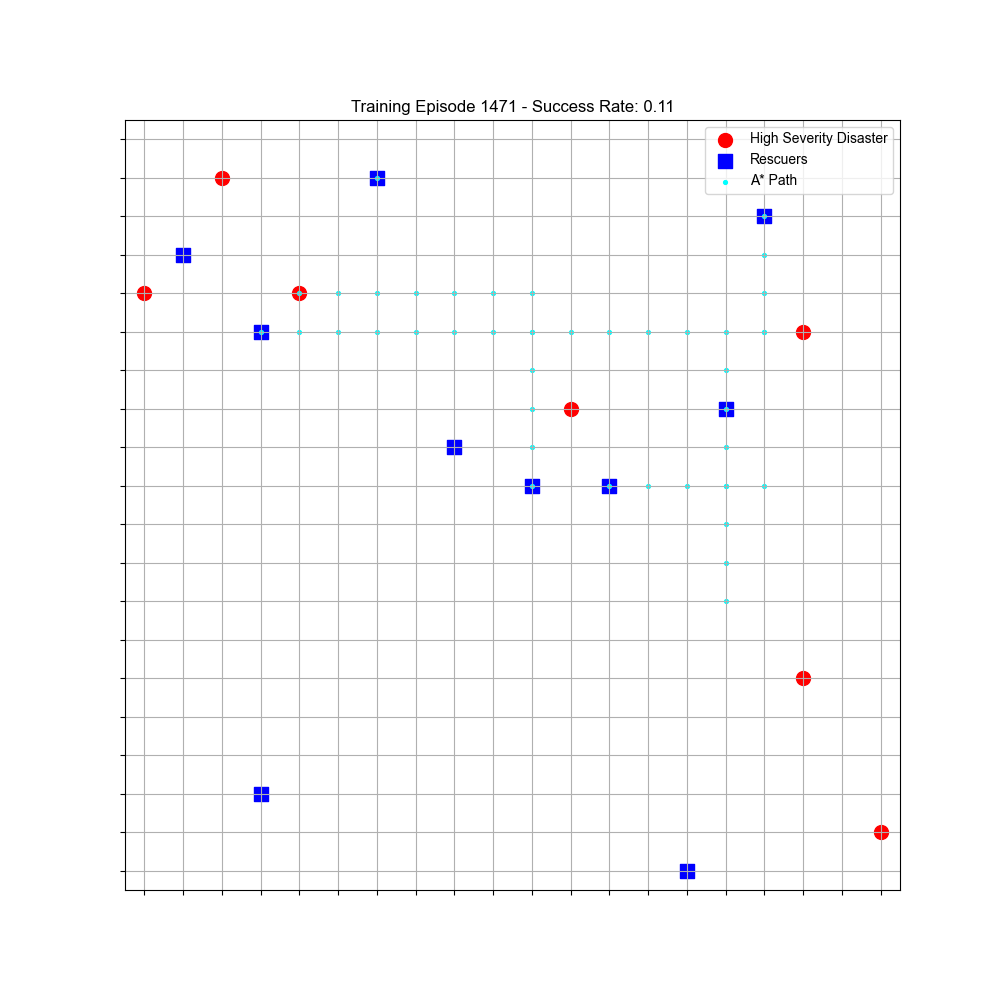 Training Episode 1471 - Success Rate: 0.11
High Severity Disaster
Rescuers
A* Path